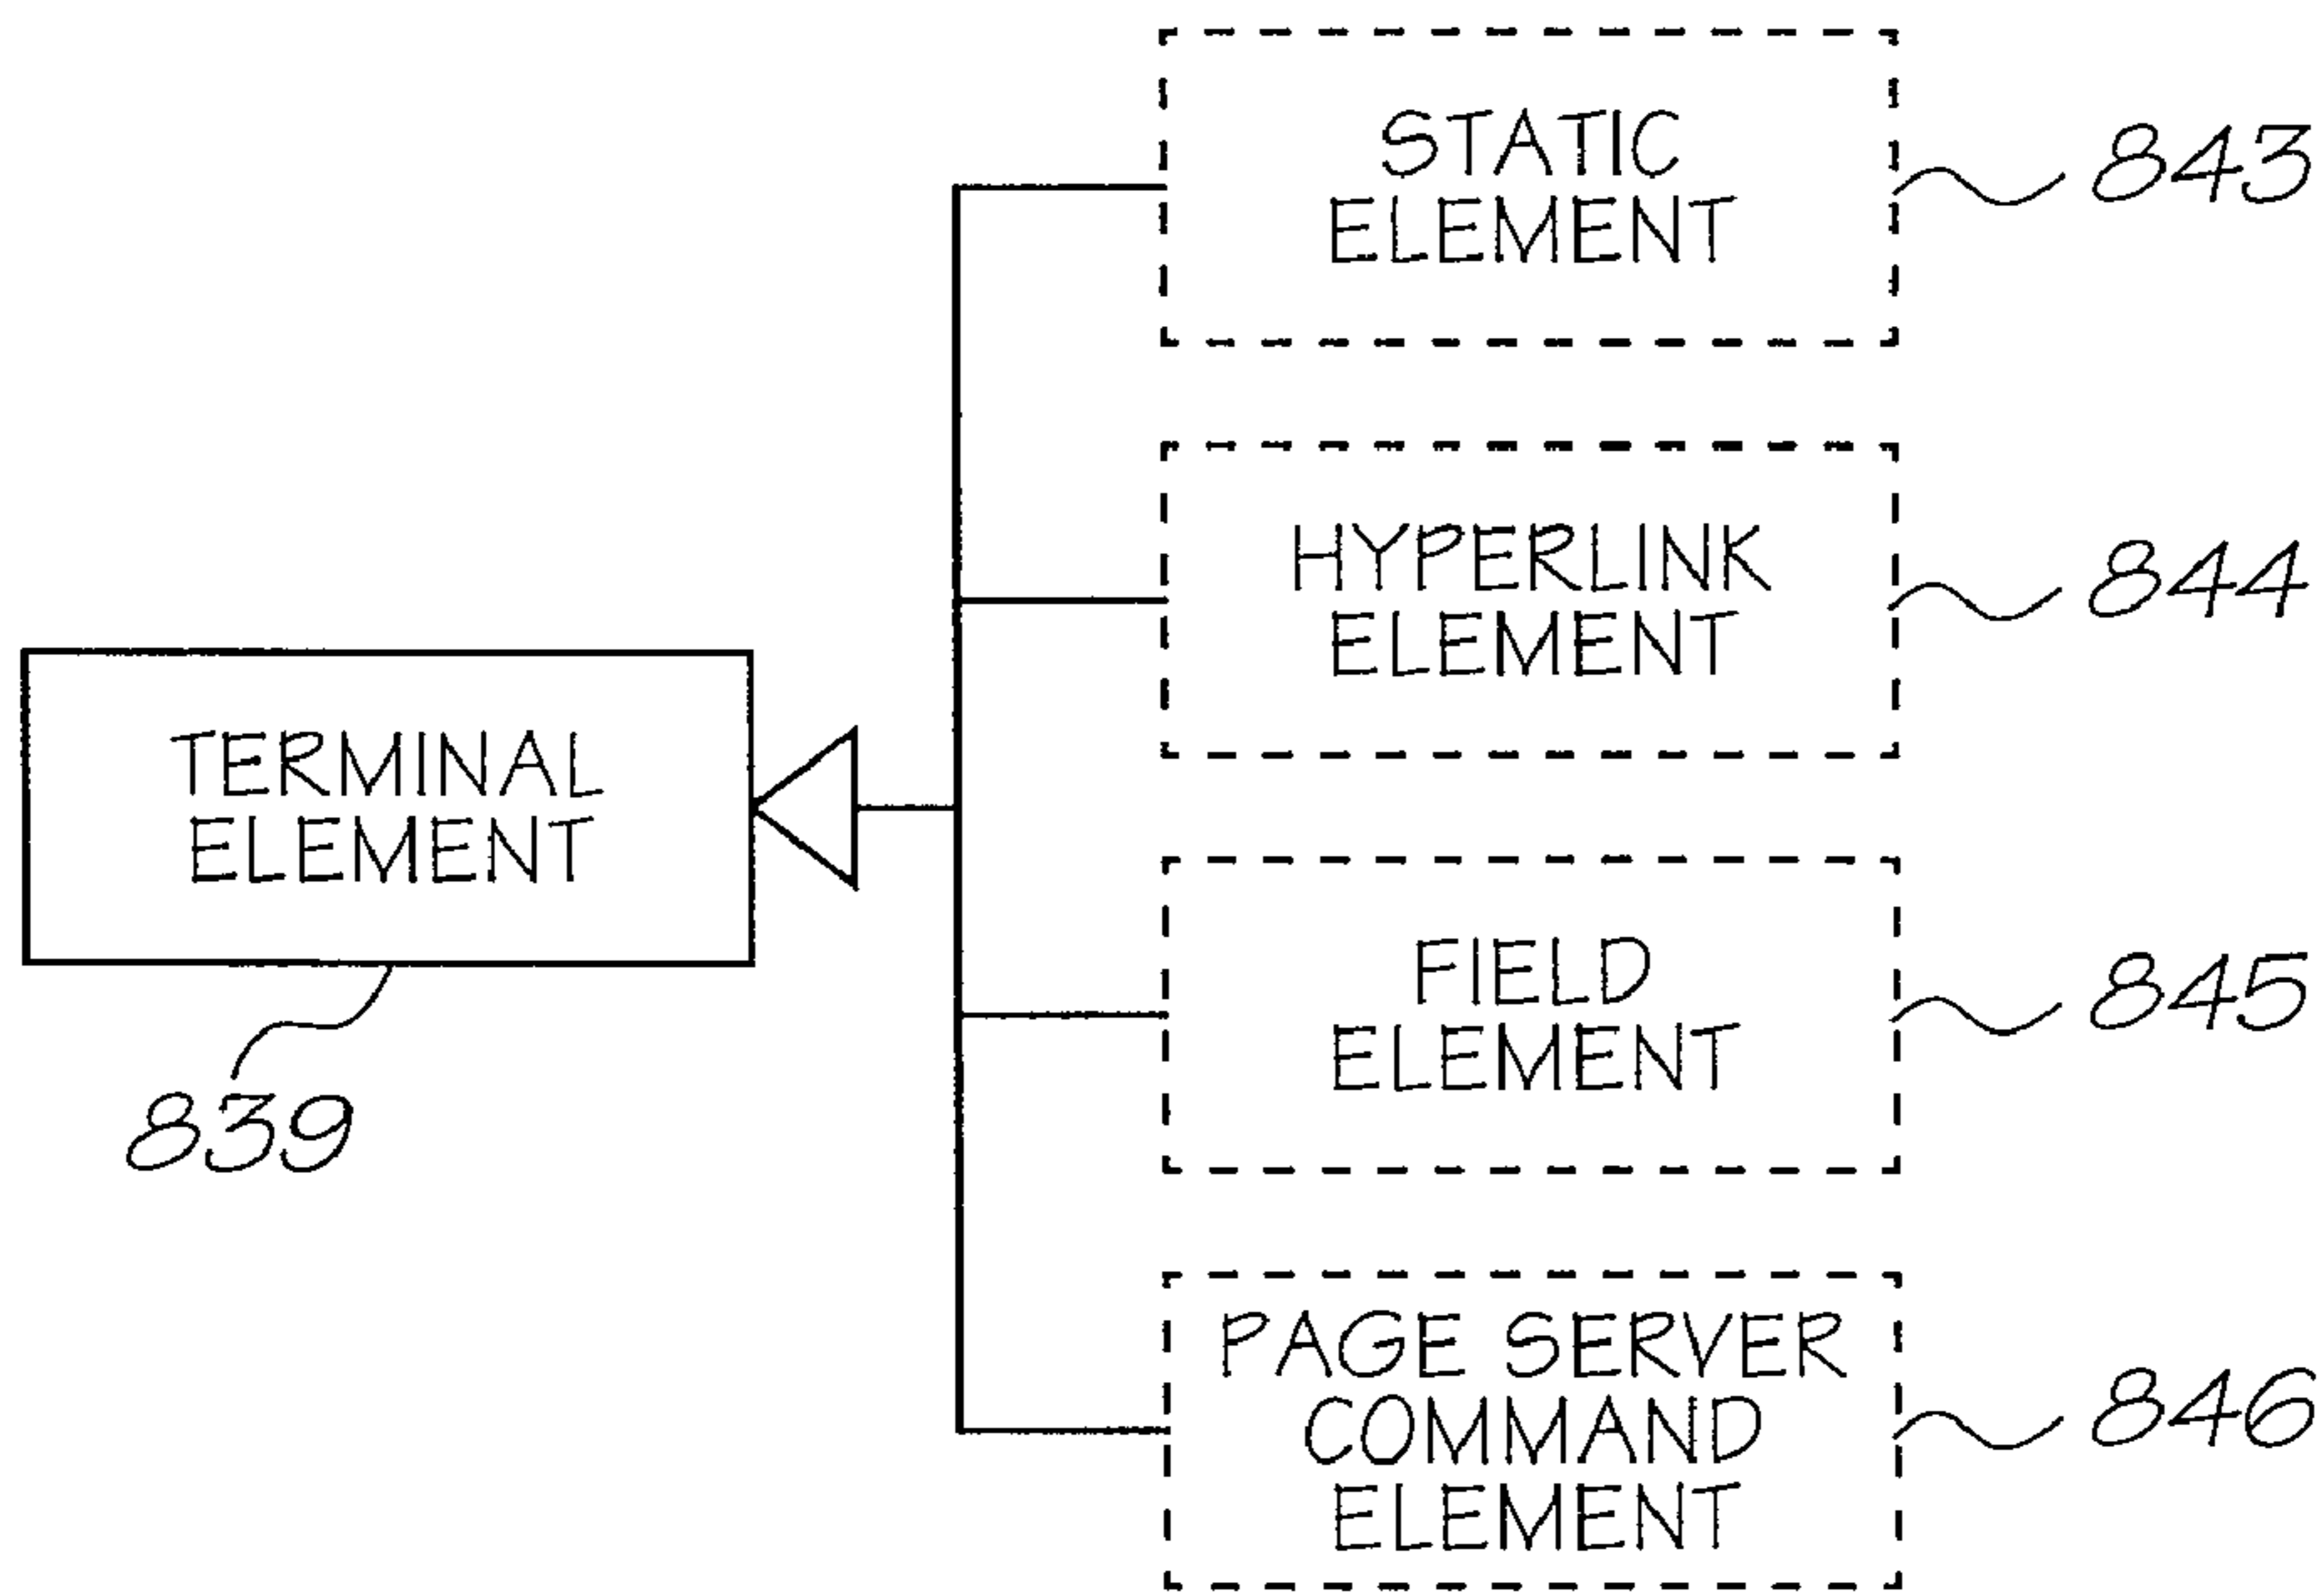 STATIC
ELEMENT
843
HYPERLINK
ELEMENT
844
TERMINAL
ELEMENT
839
FIELD
ELEMENT
845
PAGE SERVER
COMMAND
ELEMENT
846